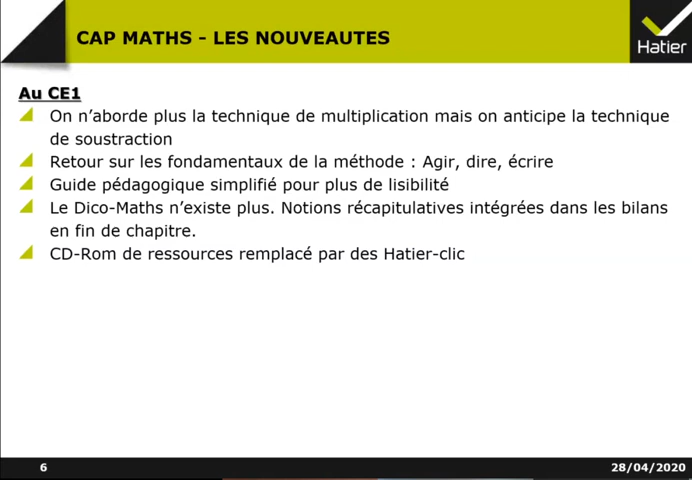 CAP MATHS - LES NOUVEAUTES
Hatier
Au CE1
On n'aborde plus la technique de multiplication mais on anticipe la technique
de soustraction
Retour sur les fondamentaux de la méthode : Agir, dire, écrire
Guide pédagogique simplifié pour plus de lisibilité
Le Dico-Maths n'existe plus. Notions récapitulatives intégrées dans les bilans
en fin de chapitre.
CD-Rom de ressources remplacé par des Hatier-clic
6
28/04/2020